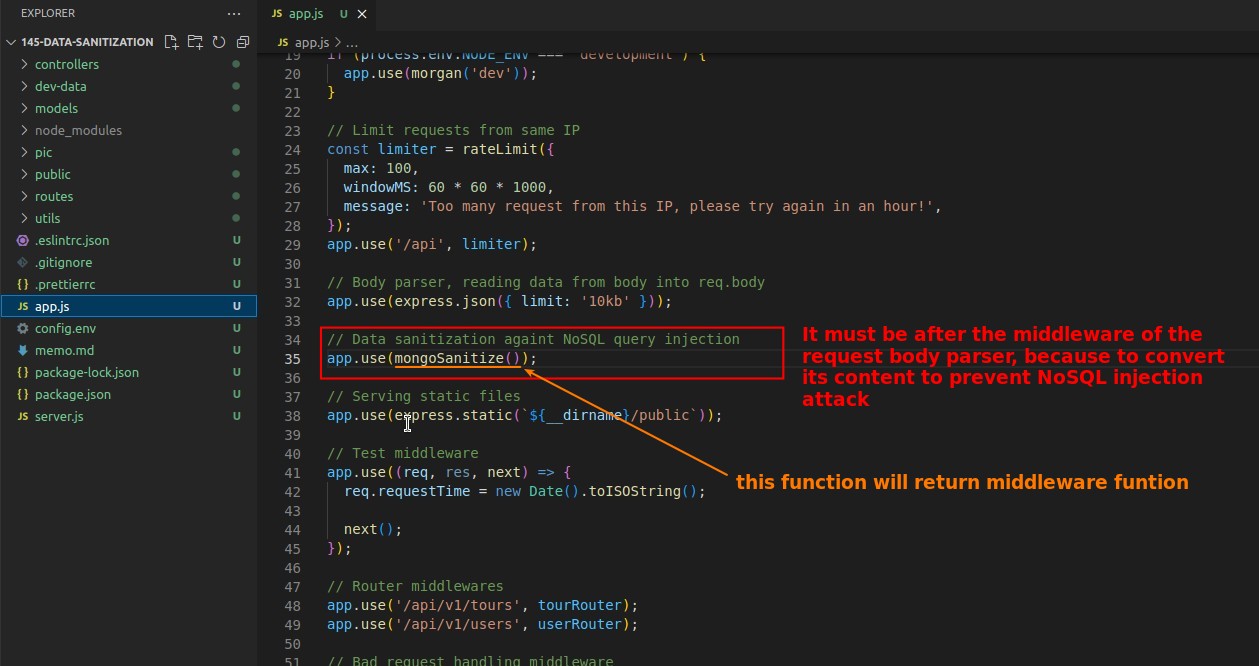 EXPLORER ...
145-DATA-SANITIZATION
controllers
dev-data
models
node_modules
pic
public
routes
utils
.eslintrc.json U
.gitignore U
{} .prettierrc U
JS app.js U
config.env U
memo.md U
{} package-lock.json U
{} package.json U
JS server.js U
JS app.js U
JS app.js > ...
19 if (process.env.NODE_ENV === 'development') {
20 app.use(morgan('dev'));
21 }
22
23 // Limit requests from same IP
24 const limiter = rateLimit({
25 max: 100,
26 windowMS: 60 * 60 * 1000,
27 message: 'Too many request from this IP, please try again in an hour!',
28 });
29 app.use('/api', limiter);
30
31 // Body parser, reading data from body into req.body
32 app.use(express.json({ limit: '10kb' }));
33
34 // Data sanitization againt NoSQL query injection
35 app.use(mongoSanitize());
36
37 // Serving static files
38 app.use(express.static(`${__dirname}/public`));
39
40 // Test middleware
41 app.use((req, res, next) => {
42 req.requestTime = new Date().toISOString();
43
44 next();
45 });
46
47 // Router middlewares
48 app.use('/api/v1/tours', tourRouter);
49 app.use('/api/v1/users', userRouter);
50
51 // Bad request handling middleware
It must be after the middleware of the
request body parser, because to convert
its content to prevent NoSQL injection
attack
this function will return middleware funtion